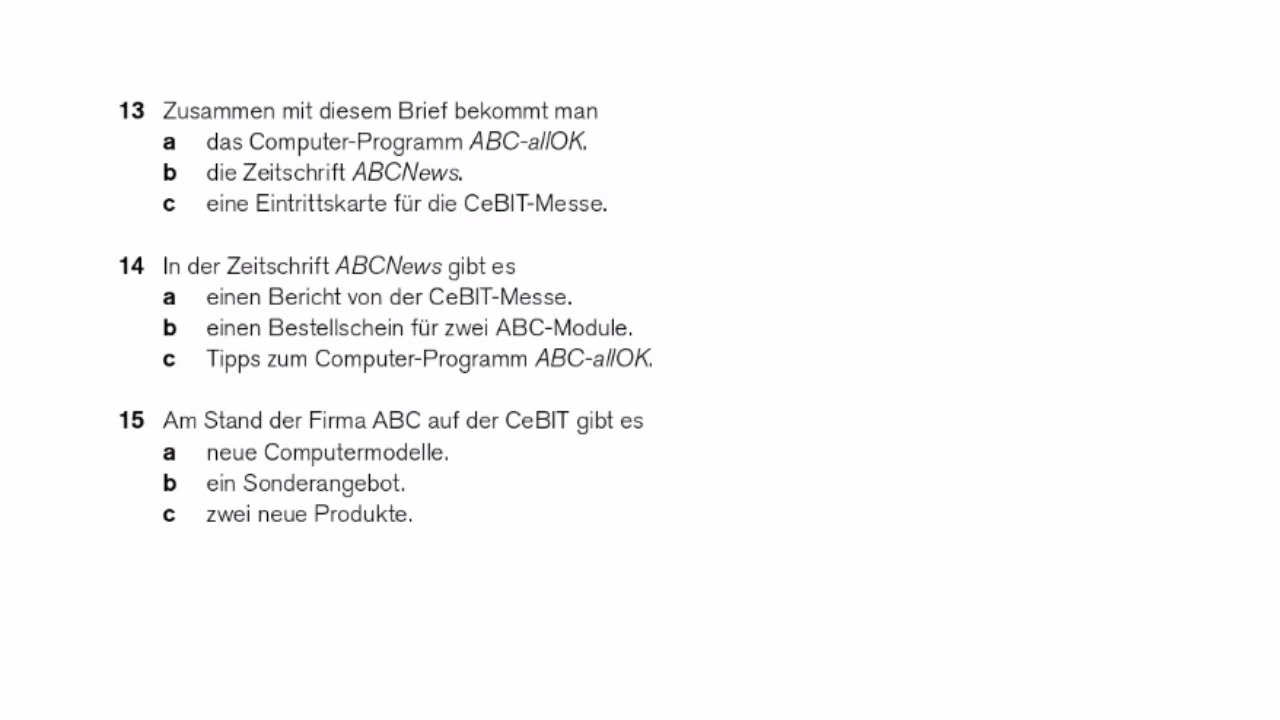 13 Zusammen mit diesem Brief bekommt man
a das Computer-Programm ABC-allOK.
b die Zeitschrift ABCNews.
c eine Eintrittskarte für die CeBIT-Messe.
14 In der Zeitschrift ABCNews gibt es
a einen Bericht von der CeBIT-Messe.
b einen Bestellschein für zwei ABC-Module.
c Tipps zum Computer-Programm ABC-allOK.
15 Am Stand der Firma ABC auf der CeBIT gibt es
a neue Computermodelle.
b ein Sonderangebot.
c zwei neue Produkte.